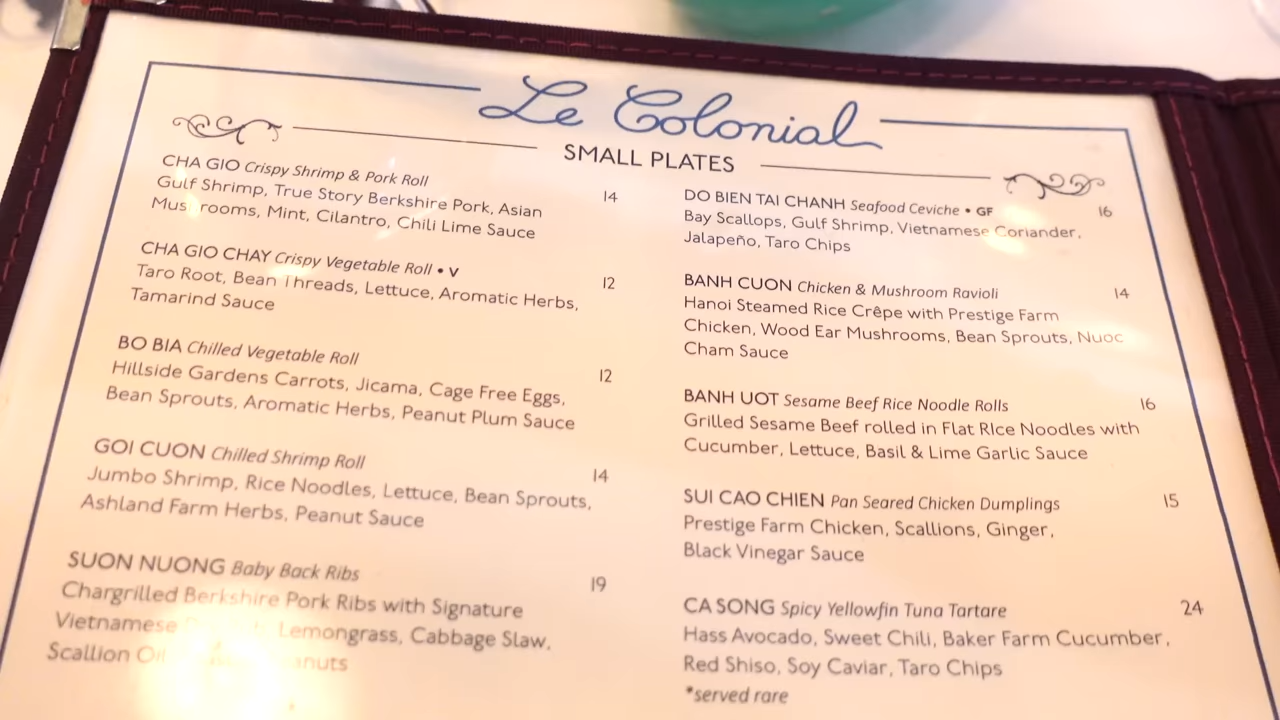 Le Colonial
SMALL PLATES
CHA GIO Crispy Shrimp & Pork Roll
14
Gulf Shrimp, True Story Berkshire Pork, Asian
Mus rooms, Mint, Cilantro, Chili Lime Sauce
CHA GIO CHAY Crispy Vegetable Roll • V
12
Taro Root, Bean Threads, Lettuce, Aromatic Herbs,
Tamarind Sauce
BO BIA Chilled Vegetable Roll
12
Hillside Gardens Carrots, Jicama, Cage Free Eggs,
Bean Sprouts, Aromatic Herbs, Peanut Plum Sauce
GOI CUON Chilled Shrimp Roll
14
Jumbo Shrimp, Rice Noodles, Lettuce, Bean Sprouts,
Ashland Farm Herbs, Peanut Sauce
SUON NUONG Baby Back Ribs
19
Chargrilled Berkshire Pork Ribs with Signature
Vietnamese Lemongrass, Cabbage Slaw,
Scallion Oil
DO BIEN TAI CHANH Seafood Ceviche • GF
16
Bay Scallops, Gulf Shrimp, Vietnamese Coriander,
Jalapeño, Taro Chips
BANH CUON Chicken & Mushroom Ravioli
14
Hanoi Steamed Rice Crêpe with Prestige Farm
Chicken, Wood Ear Mushrooms, Bean Sprouts, Nuoc
Cham Sauce
BANH UOT Sesame Beef Rice Noodle Rolls
16
Grilled Sesame Beef rolled in Flat RIce Noodles with
Cucumber, Lettuce, Basil & Lime Garlic Sauce
SUI CAO CHIEN Pan Seared Chicken Dumplings
15
Prestige Farm Chicken, Scallions, Ginger,
Black Vinegar Sauce
CA SONG Spicy Yellowfin Tuna Tartare
24
Hass Avocado, Sweet Chili, Baker Farm Cucumber,
Red Shiso, Soy Caviar, Taro Chips
*served rare